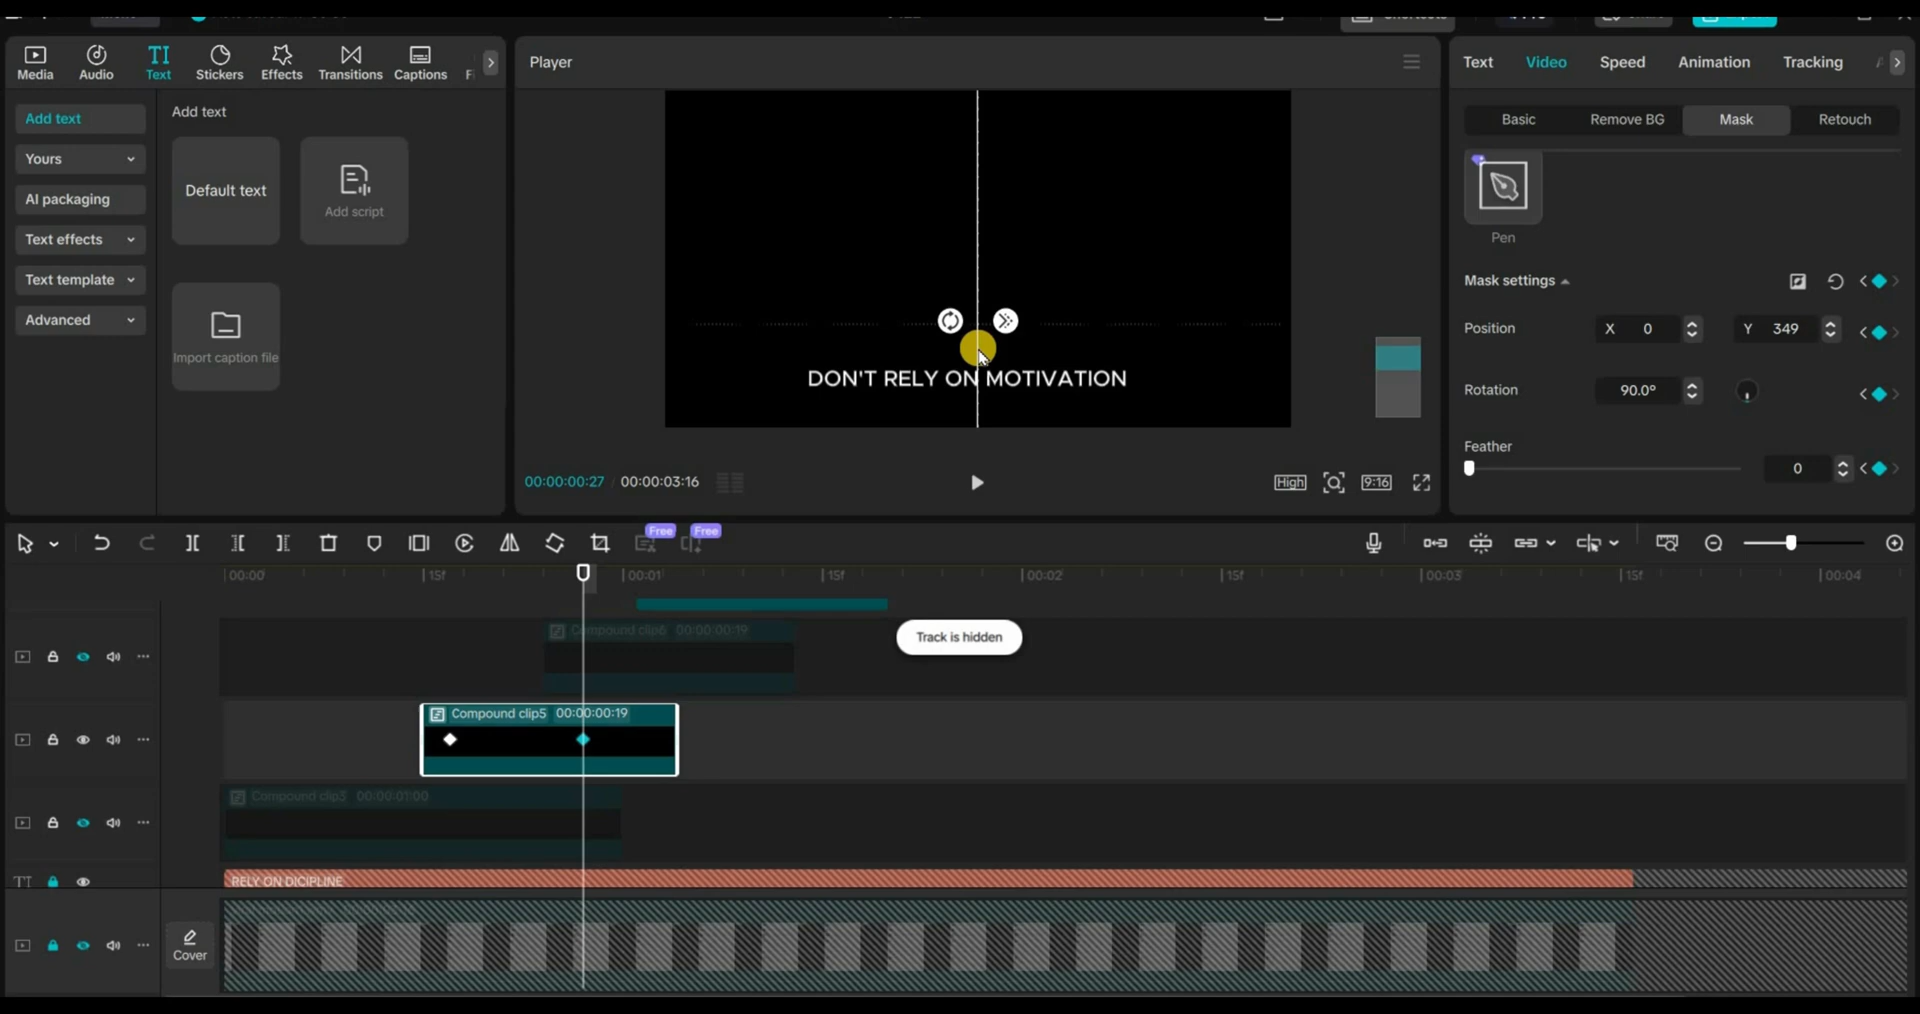 Media
Audio
TI
Text
Stickers
Effects
Transitions
Captions
Add text
Yours
AI packaging
Text effects
Text template
Advanced
Add text
Default text
Add script
Import caption file
Player
DON'T RELY ON MOTIVATION
00:00:00:27 / 00:00:03:16
High
9:16
Text
Video
Speed
Animation
Tracking
Basic
Remove BG
Mask
Retouch
Pen
Mask settings
Position
X 0
Y 349
Rotation
90.0°
Feather
0
Free
Free
00:00
15f
00:01
15f
00:02
15f
00:03
15f
00:04
Compound clip6 00:00:00:19
Track is hidden
Compound clip5 00:00:00:19
Compound clip3 00:00:01:00
TT
RELY ON DICIPLINE
Cover